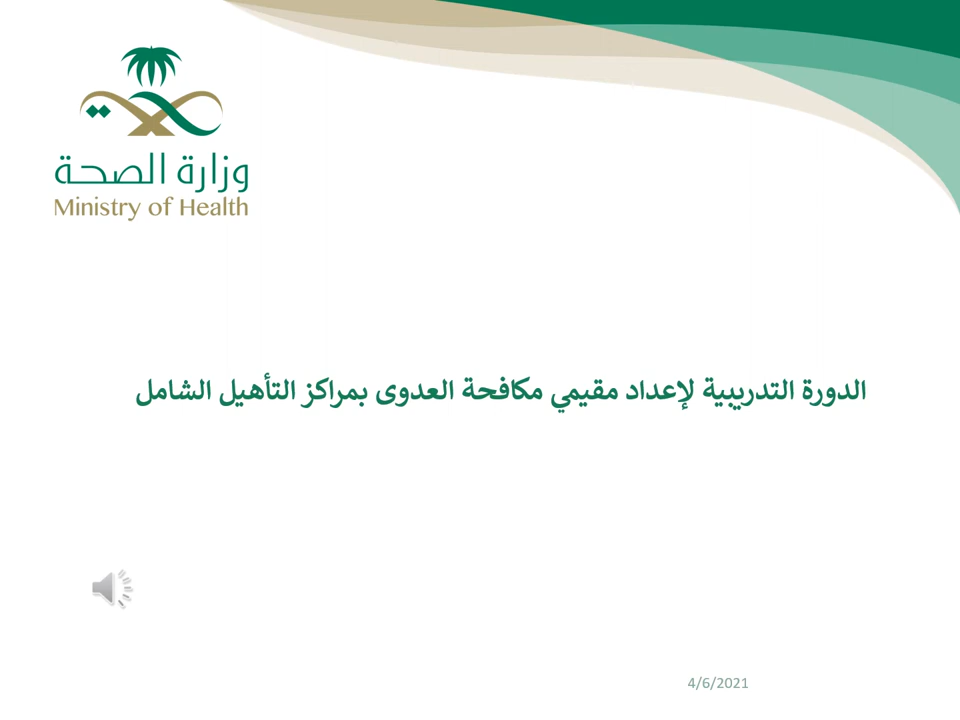 وزارة الصحة
Ministry of Health
الدورة التدريبية لإعداد مقيمي مكافحة العدوى بمراكز التأهيل الشامل
4/6/2021